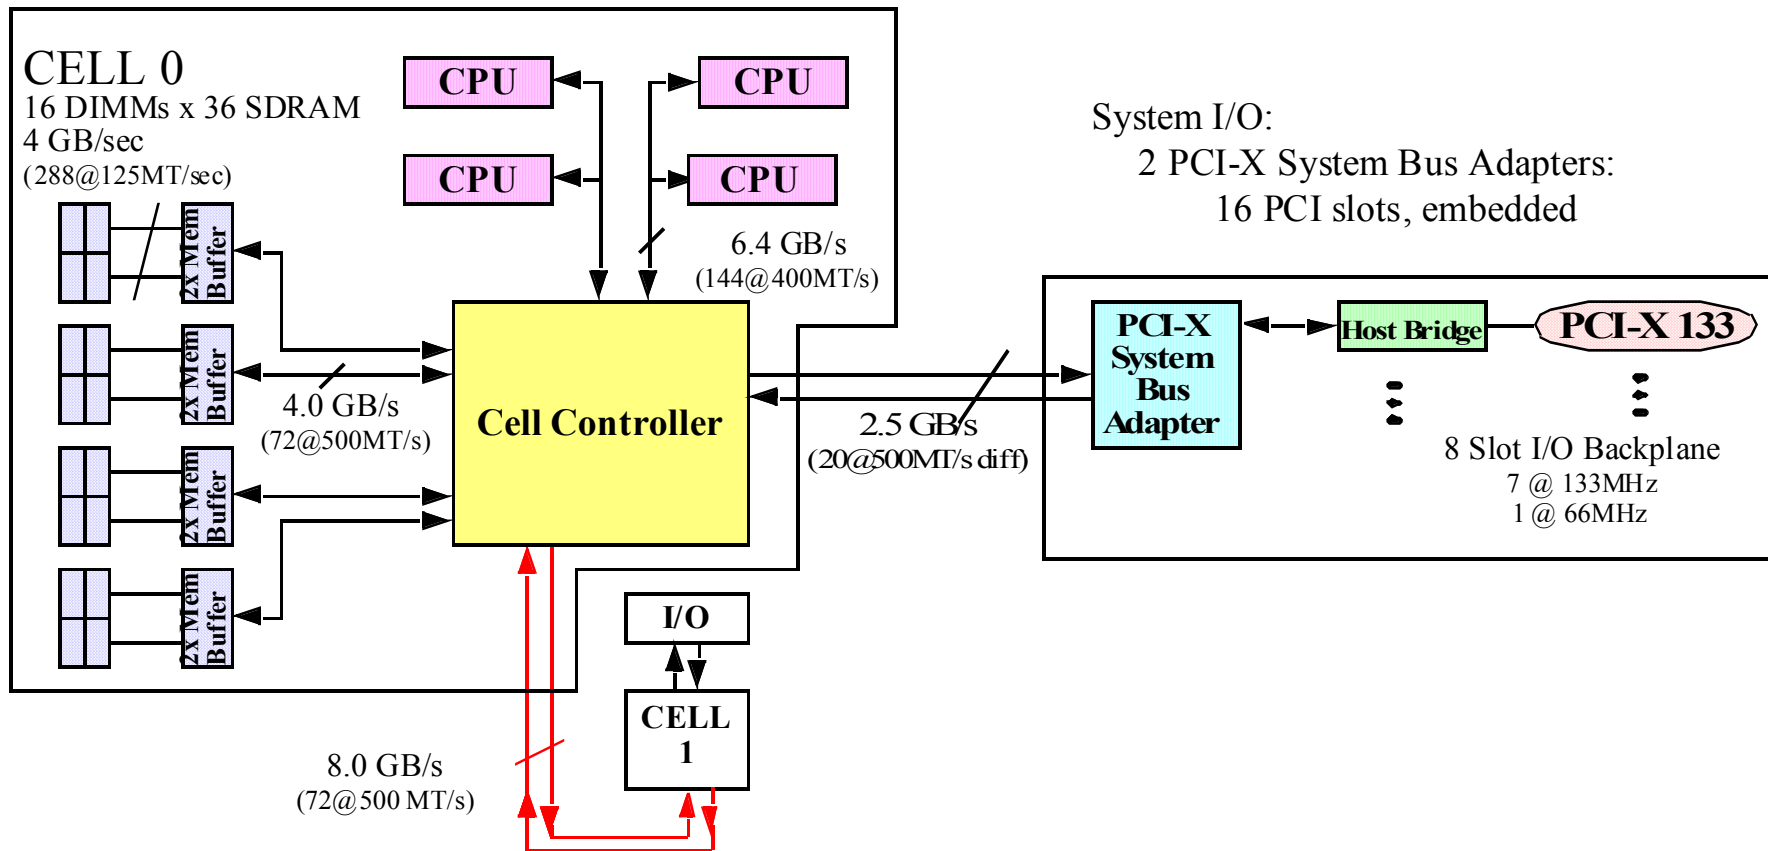 CELL 0
16 DIMMs x 36 SDRAM
4 GB/sec
(288@125MT/sec)
CPU
CPU
CPU
CPU
2x Mem
Buffer
2x Mem
Buffer
2x Mem
Buffer
2x Mem
Buffer
6.4 GB/s
(144@400MT/s)
4.0 GB/s
(72@500MT/s)
Cell Controller
2.5 GB/s
(20@500MT/s diff)
System I/O:
2 PCI-X System Bus Adapters:
16 PCI slots, embedded
PCI-X
System
Bus
Adapter
Host Bridge
PCI-X 133
8 Slot I/O Backplane
7 @ 133MHz
1 @ 66MHz
I/O
CELL
1
8.0 GB/s
(72@500 MT/s)